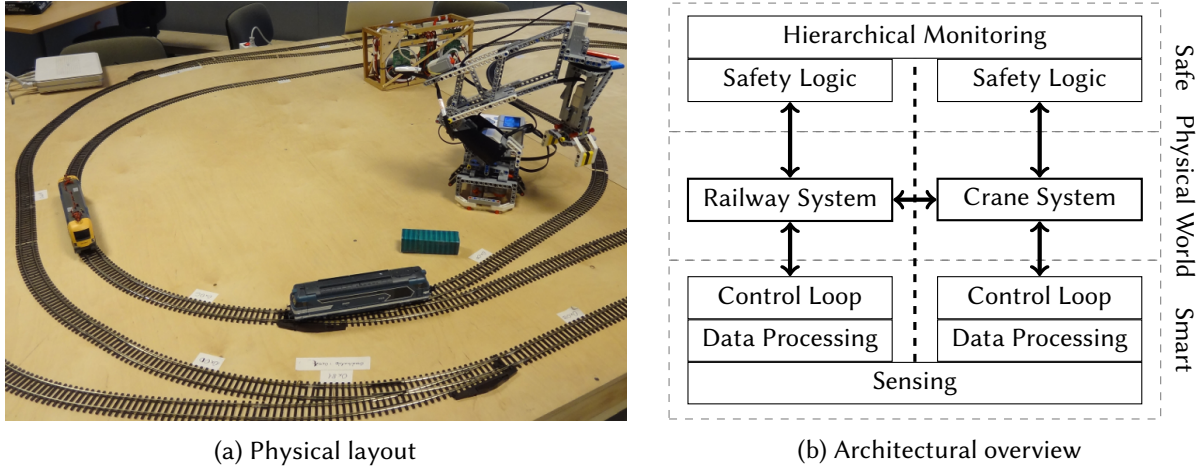 Hierarchical Monitoring
Safety Logic
Safety Logic
Safe
Railway System
Crane System
Physical World
Control Loop
Control Loop
Data Processing
Data Processing
Smart
Sensing
(a) Physical layout
(b) Architectural overview